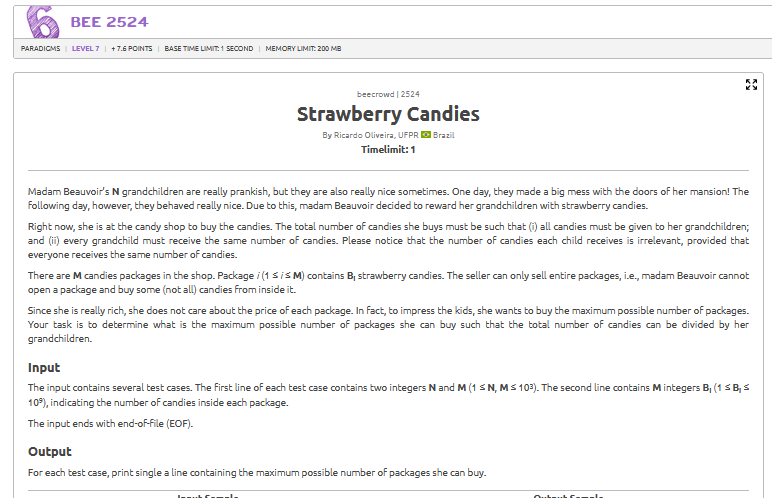 6 BEE 2524
PARADIGMS | LEVEL 7 | + 7.6 POINTS | BASE TIME LIMIT: 1 SECOND | MEMORY LIMIT: 200 MB
beecrowd | 2524
Strawberry Candies
By Ricardo Oliveira, UFPR Brazil
Timelimit: 1
Madam Beauvoir's N grandchildren are really prankish, but they are also really nice sometimes. One day, they made a big mess with the doors of her mansion! The
following day, however, they behaved really nice. Due to this, madam Beauvoir decided to reward her grandchildren with strawberry candies.
Right now, she is at the candy shop to buy the candies. The total number of candies she buys must be such that (i) all candies must be given to her grandchildren;
and (ii) every grandchild must receive the same number of candies. Please notice that the number of candies each child receives is irrelevant, provided that
everyone receives the same number of candies.
There are M candies packages in the shop. Package i (1 ≤ i ≤ M) contains Bi strawberry candies. The seller can only sell entire packages, i.e., madam Beauvoir cannot
open a package and buy some (not all) candies from inside it.
Since she is really rich, she does not care about the price of each package. In fact, to impress the kids, she wants to buy the maximum possible number of packages.
Your task is to determine what is the maximum possible number of packages she can buy such that the total number of candies can be divided by her
grandchildren.
Input
The input contains several test cases. The first line of each test case contains two integers N and M (1 ≤ N, M ≤ 10³). The second line contains M integers Bi (1 ≤ Bi ≤
10⁹), indicating the number of candies inside each package.
The input ends with end-of-file (EOF).
Output
For each test case, print single a line containing the maximum possible number of packages she can buy.
Input Sample Output Sample